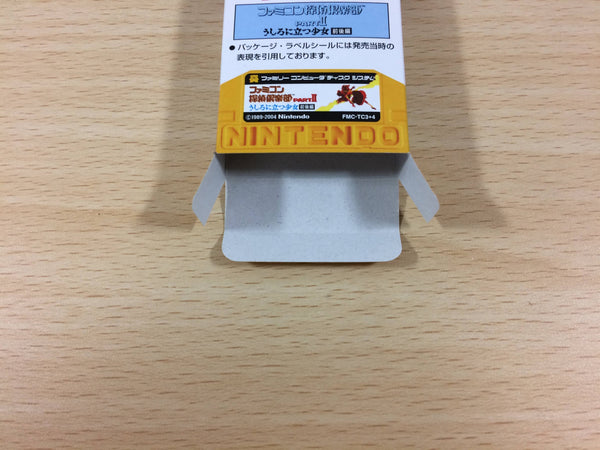 ファミコン探偵倶楽部
PARTII
うしろに立つ少女 前後編
● パッケージ・ラベルシールには発売当時の
表現を引用しております。
ファミリー コンピュータ ディスク システム
ファミコン
探偵倶楽部 PARTII
うしろに立つ少女 前後編
©1989-2004 Nintendo FMC-TC3+4
NINTENDO